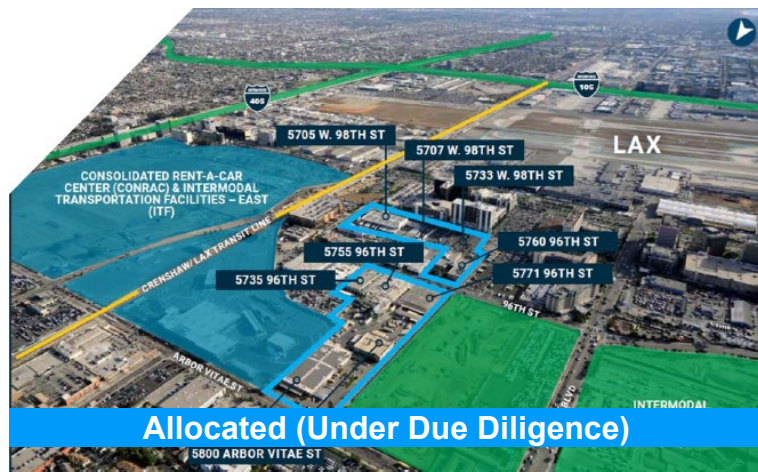 INTERSTATE
405
INTERSTATE
105
5705 W. 98TH ST
5707 W. 98TH ST
LAX
5733 W. 98TH ST
CONSOLIDATED RENT-A-CAR
CENTER (CONRAC) & INTERMODAL
TRANSPORTATION FACILITIES – EAST
(ITF)
CRENSHAW/ LAX TRANSIT LINE
5755 96TH ST
5760 96TH ST
5735 96TH ST
5771 96TH ST
96TH ST
ARBOR VITAE ST
BLVD
INTERMODAL
Allocated (Under Due Diligence)
5800 ARBOR VITAE ST